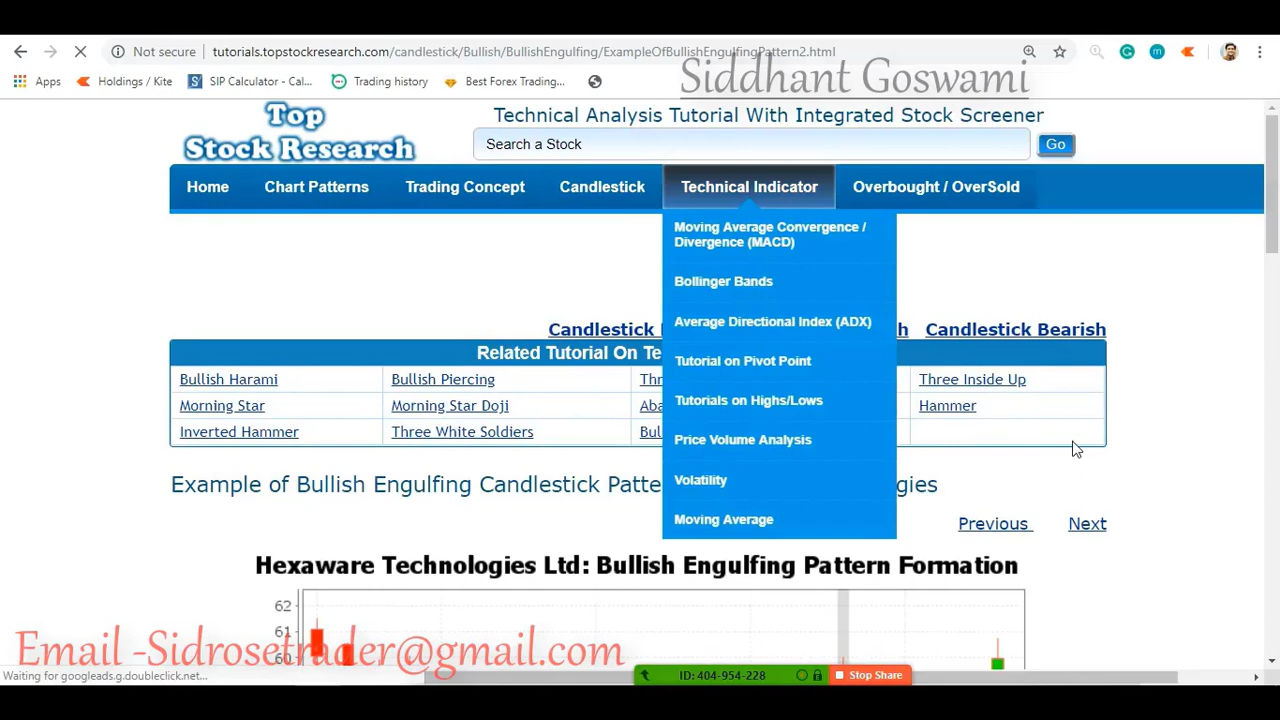 Not secure tutorials.topstockresearch.com/candlestick/Bullish/BullishEngulfing/ExampleOfBullishEngulfingPattern2.html
Siddhant Goswami
Apps Holdings / Kite SIP Calculator - Cal... Trading history Best Forex Trading...
Top
Stock Research
Technical Analysis Tutorial With Integrated Stock Screener
Search a Stock Go
Home Chart Patterns Trading Concept Candlestick Technical Indicator Overbought / OverSold
Moving Average Convergence /
Divergence (MACD)
Bollinger Bands
Average Directional Index (ADX)
Tutorial on Pivot Point
Tutorials on Highs/Lows
Price Volume Analysis
Volatility
Moving Average
Candlestick Candlestick Bearish
Related Tutorial On
Bullish Harami Bullish Piercing Three Inside Up
Morning Star Morning Star Doji Hammer
Inverted Hammer Three White Soldiers
Example of Bullish Engulfing Candlestick
Previous Next
Hexaware Technologies Ltd: Bullish Engulfing Pattern Formation
62
61
60
Email -Sidrosetrader@gmail.com
Waiting for googleads.g.doubleclick.net...
ID: 404-954-228 Stop Share